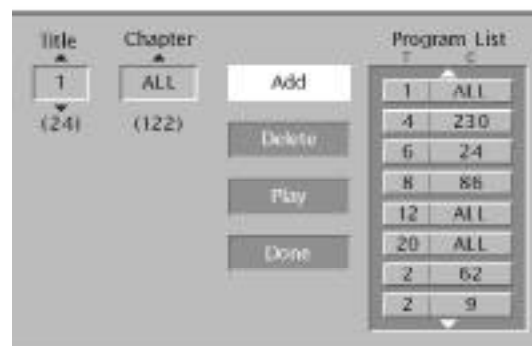 Title Chapter Program List
T C
1 ALL Add
(24) (122)
Delete
Play
Done
1 ALL
4 230
6 24
8 86
12 ALL
20 ALL
2 62
2 9